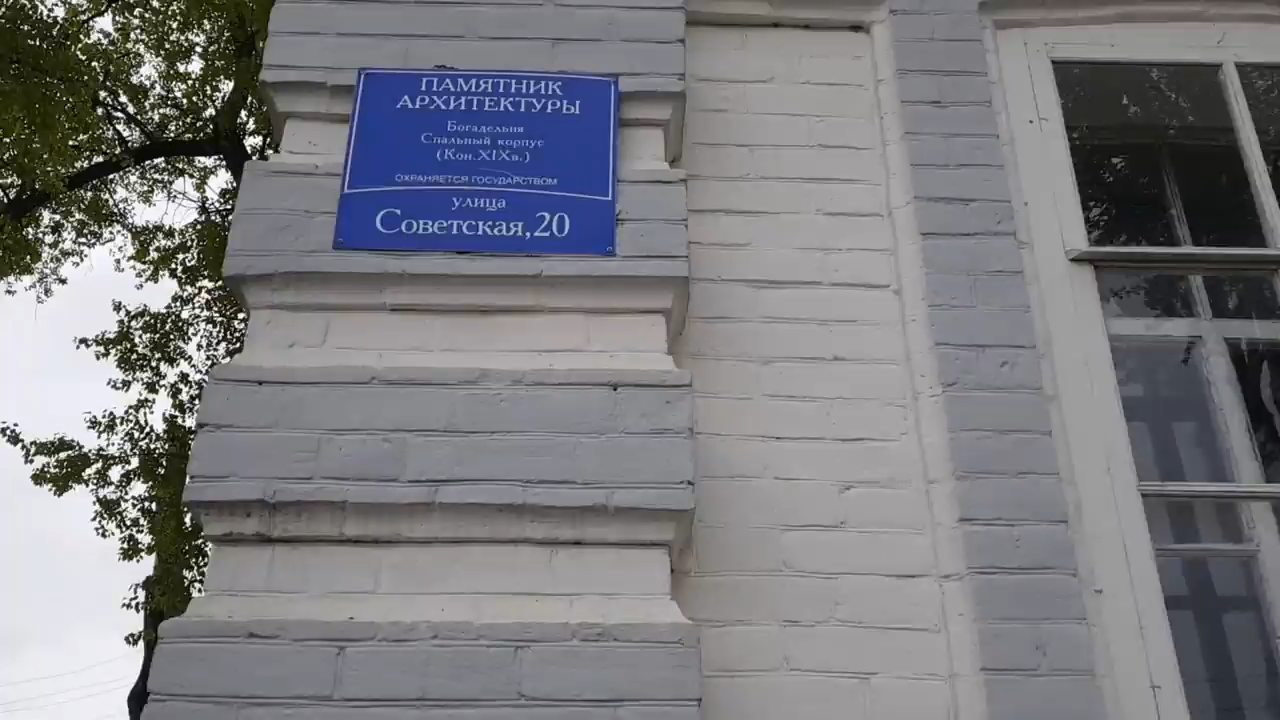 ПАМЯТНИК
АРХИТЕКТУРЫ
Богадельня
Спальный корпус
(Кон.XIXв.)
ОХРАНЯЕТСЯ ГОСУДАРСТВОМ
улица
Советская,20